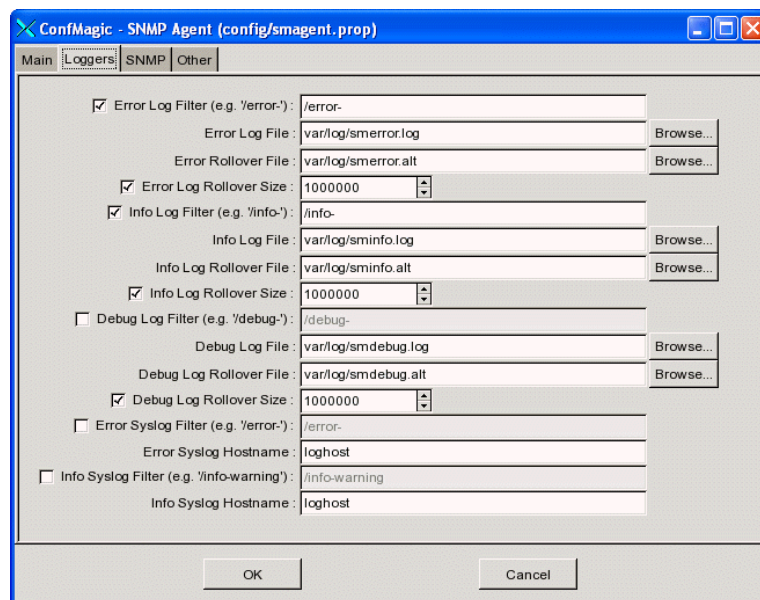 ConfMagic - SNMP Agent (config/smagent.prop)
Main Loggers SNMP Other
Error Log Filter (e.g. '/error-') : /error-
Error Log File : var/log/smerror.log Browse...
Error Rollover File : var/log/smerror.alt Browse...
Error Log Rollover Size : 1000000
Info Log Filter (e.g. '/info-') : /info-
Info Log File : var/log/sminfo.log Browse...
Info Log Rollover File : var/log/sminfo.alt Browse...
Info Log Rollover Size : 1000000
Debug Log Filter (e.g. '/debug-') : /debug-
Debug Log File : var/log/smdebug.log Browse...
Debug Log Rollover File : var/log/smdebug.alt Browse...
Debug Log Rollover Size : 1000000
Error Syslog Filter (e.g. '/error-') : /error-
Error Syslog Hostname : loghost
Info Syslog Filter (e.g. '/info-warning') : /info-warning
Info Syslog Hostname : loghost
OK Cancel